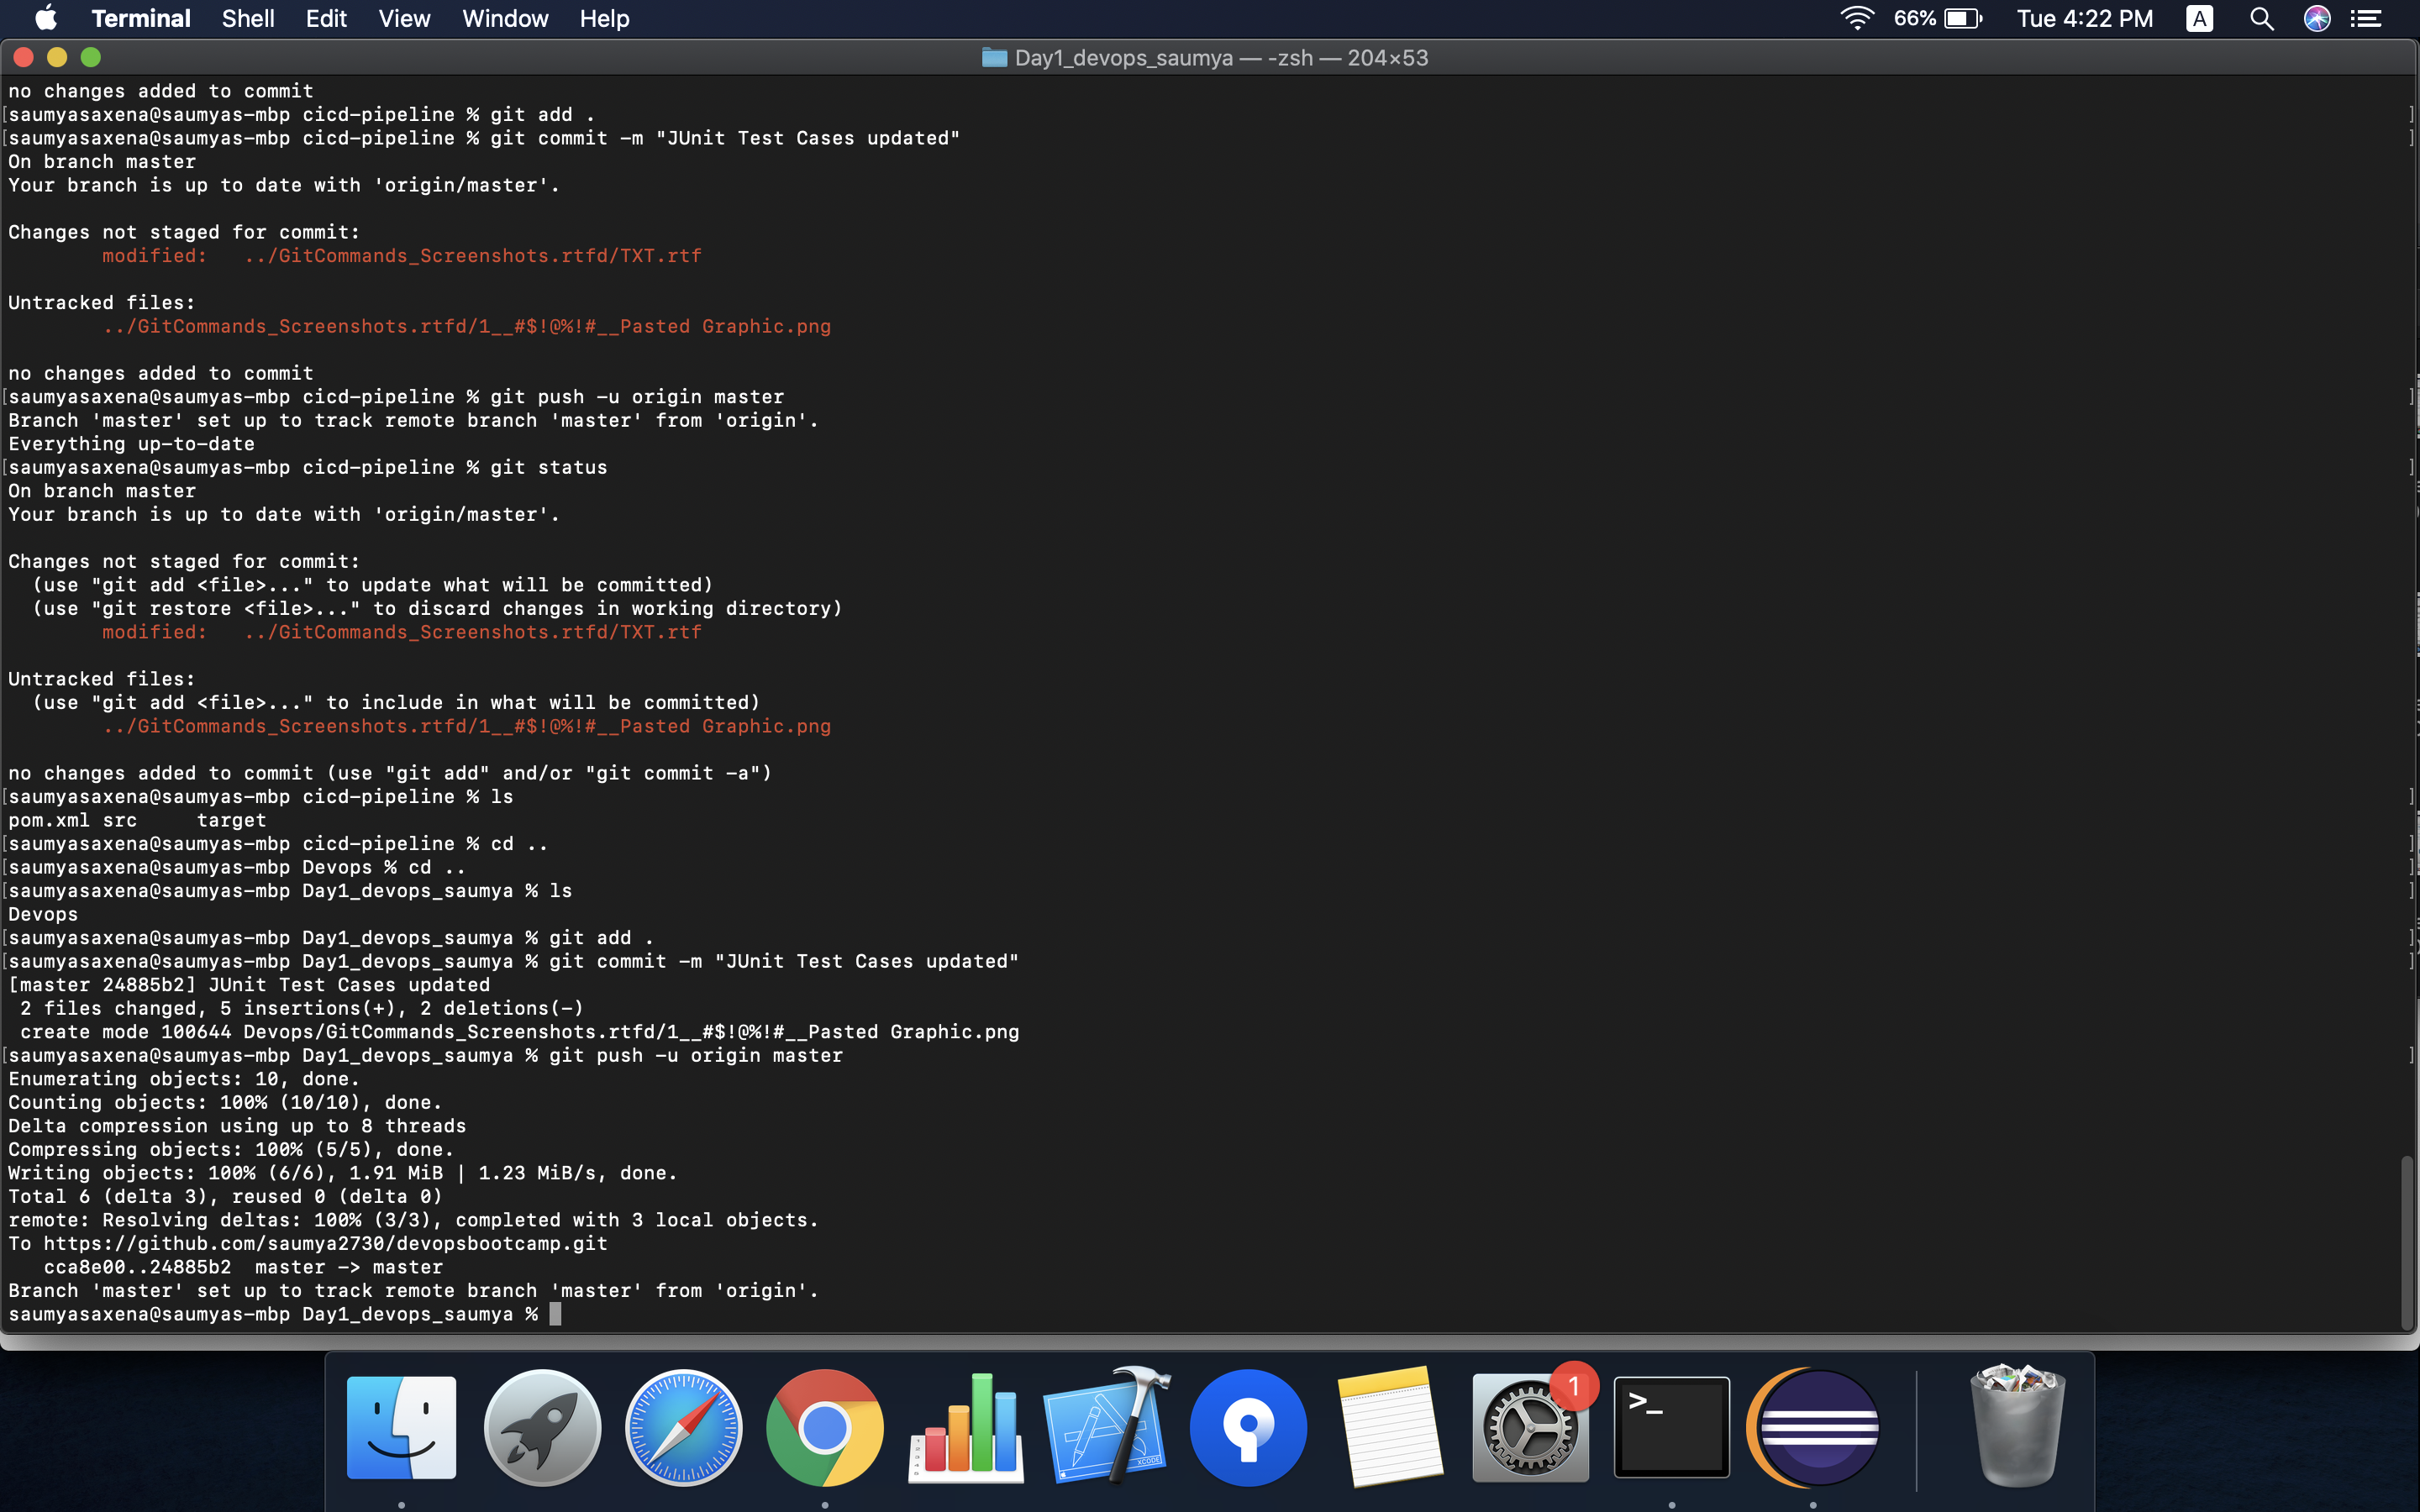 Terminal Shell Edit View Window Help 66% Tue 4:22 PM A
Day1_devops_saumya — -zsh — 204×53
no changes added to commit
[saumyasaxena@saumyas-mbp cicd-pipeline % git add . ]
[saumyasaxena@saumyas-mbp cicd-pipeline % git commit -m "JUnit Test Cases updated" ]
On branch master
Your branch is up to date with 'origin/master'.
Changes not staged for commit:
modified: ../GitCommands_Screenshots.rtfd/TXT.rtf
Untracked files:
../GitCommands_Screenshots.rtfd/1__#$!@%!#__Pasted Graphic.png
no changes added to commit
[saumyasaxena@saumyas-mbp cicd-pipeline % git push -u origin master ]
Branch 'master' set up to track remote branch 'master' from 'origin'.
Everything up-to-date
[saumyasaxena@saumyas-mbp cicd-pipeline % git status ]
On branch master
Your branch is up to date with 'origin/master'.
Changes not staged for commit:
(use "git add <file>..." to update what will be committed)
(use "git restore <file>..." to discard changes in working directory)
modified: ../GitCommands_Screenshots.rtfd/TXT.rtf
Untracked files:
(use "git add <file>..." to include in what will be committed)
../GitCommands_Screenshots.rtfd/1__#$!@%!#__Pasted Graphic.png
no changes added to commit (use "git add" and/or "git commit -a")
[saumyasaxena@saumyas-mbp cicd-pipeline % ls ]
pom.xml src target
[saumyasaxena@saumyas-mbp cicd-pipeline % cd .. ]
[saumyasaxena@saumyas-mbp Devops % cd .. ]
[saumyasaxena@saumyas-mbp Day1_devops_saumya % ls ]
Devops
[saumyasaxena@saumyas-mbp Day1_devops_saumya % git add . ]
[saumyasaxena@saumyas-mbp Day1_devops_saumya % git commit -m "JUnit Test Cases updated" ]
[master 24885b2] JUnit Test Cases updated
2 files changed, 5 insertions(+), 2 deletions(-)
create mode 100644 Devops/GitCommands_Screenshots.rtfd/1__#$!@%!#__Pasted Graphic.png
[saumyasaxena@saumyas-mbp Day1_devops_saumya % git push -u origin master ]
Enumerating objects: 10, done.
Counting objects: 100% (10/10), done.
Delta compression using up to 8 threads
Compressing objects: 100% (5/5), done.
Writing objects: 100% (6/6), 1.91 MiB | 1.23 MiB/s, done.
Total 6 (delta 3), reused 0 (delta 0)
remote: Resolving deltas: 100% (3/3), completed with 3 local objects.
To https://github.com/saumya2730/devopsbootcamp.git
cca8e00..24885b2 master -> master
Branch 'master' set up to track remote branch 'master' from 'origin'.
saumyasaxena@saumyas-mbp Day1_devops_saumya %
1
>_
XCODE